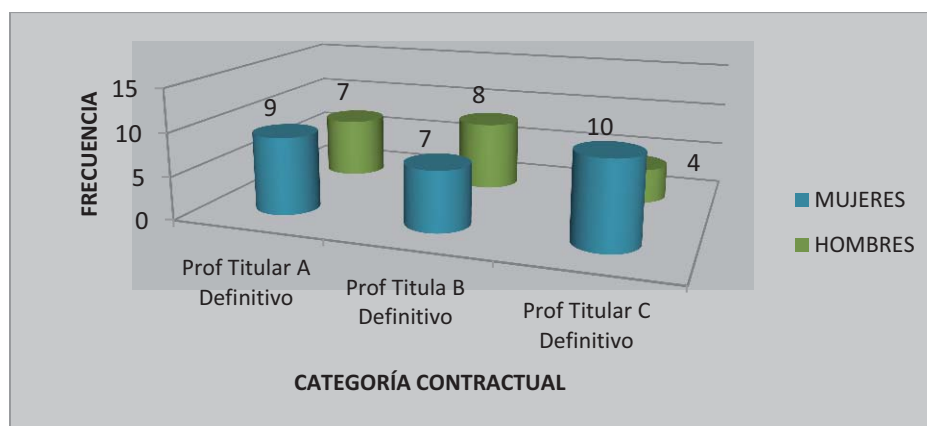 FRECUENCIA
15
10
5
0
9
7
7
8
10
4
Prof Titular A
Definitivo
Prof Titula B
Definitivo
Prof Titular C
Definitivo
CATEGORÍA CONTRACTUAL
MUJERES
HOMBRES